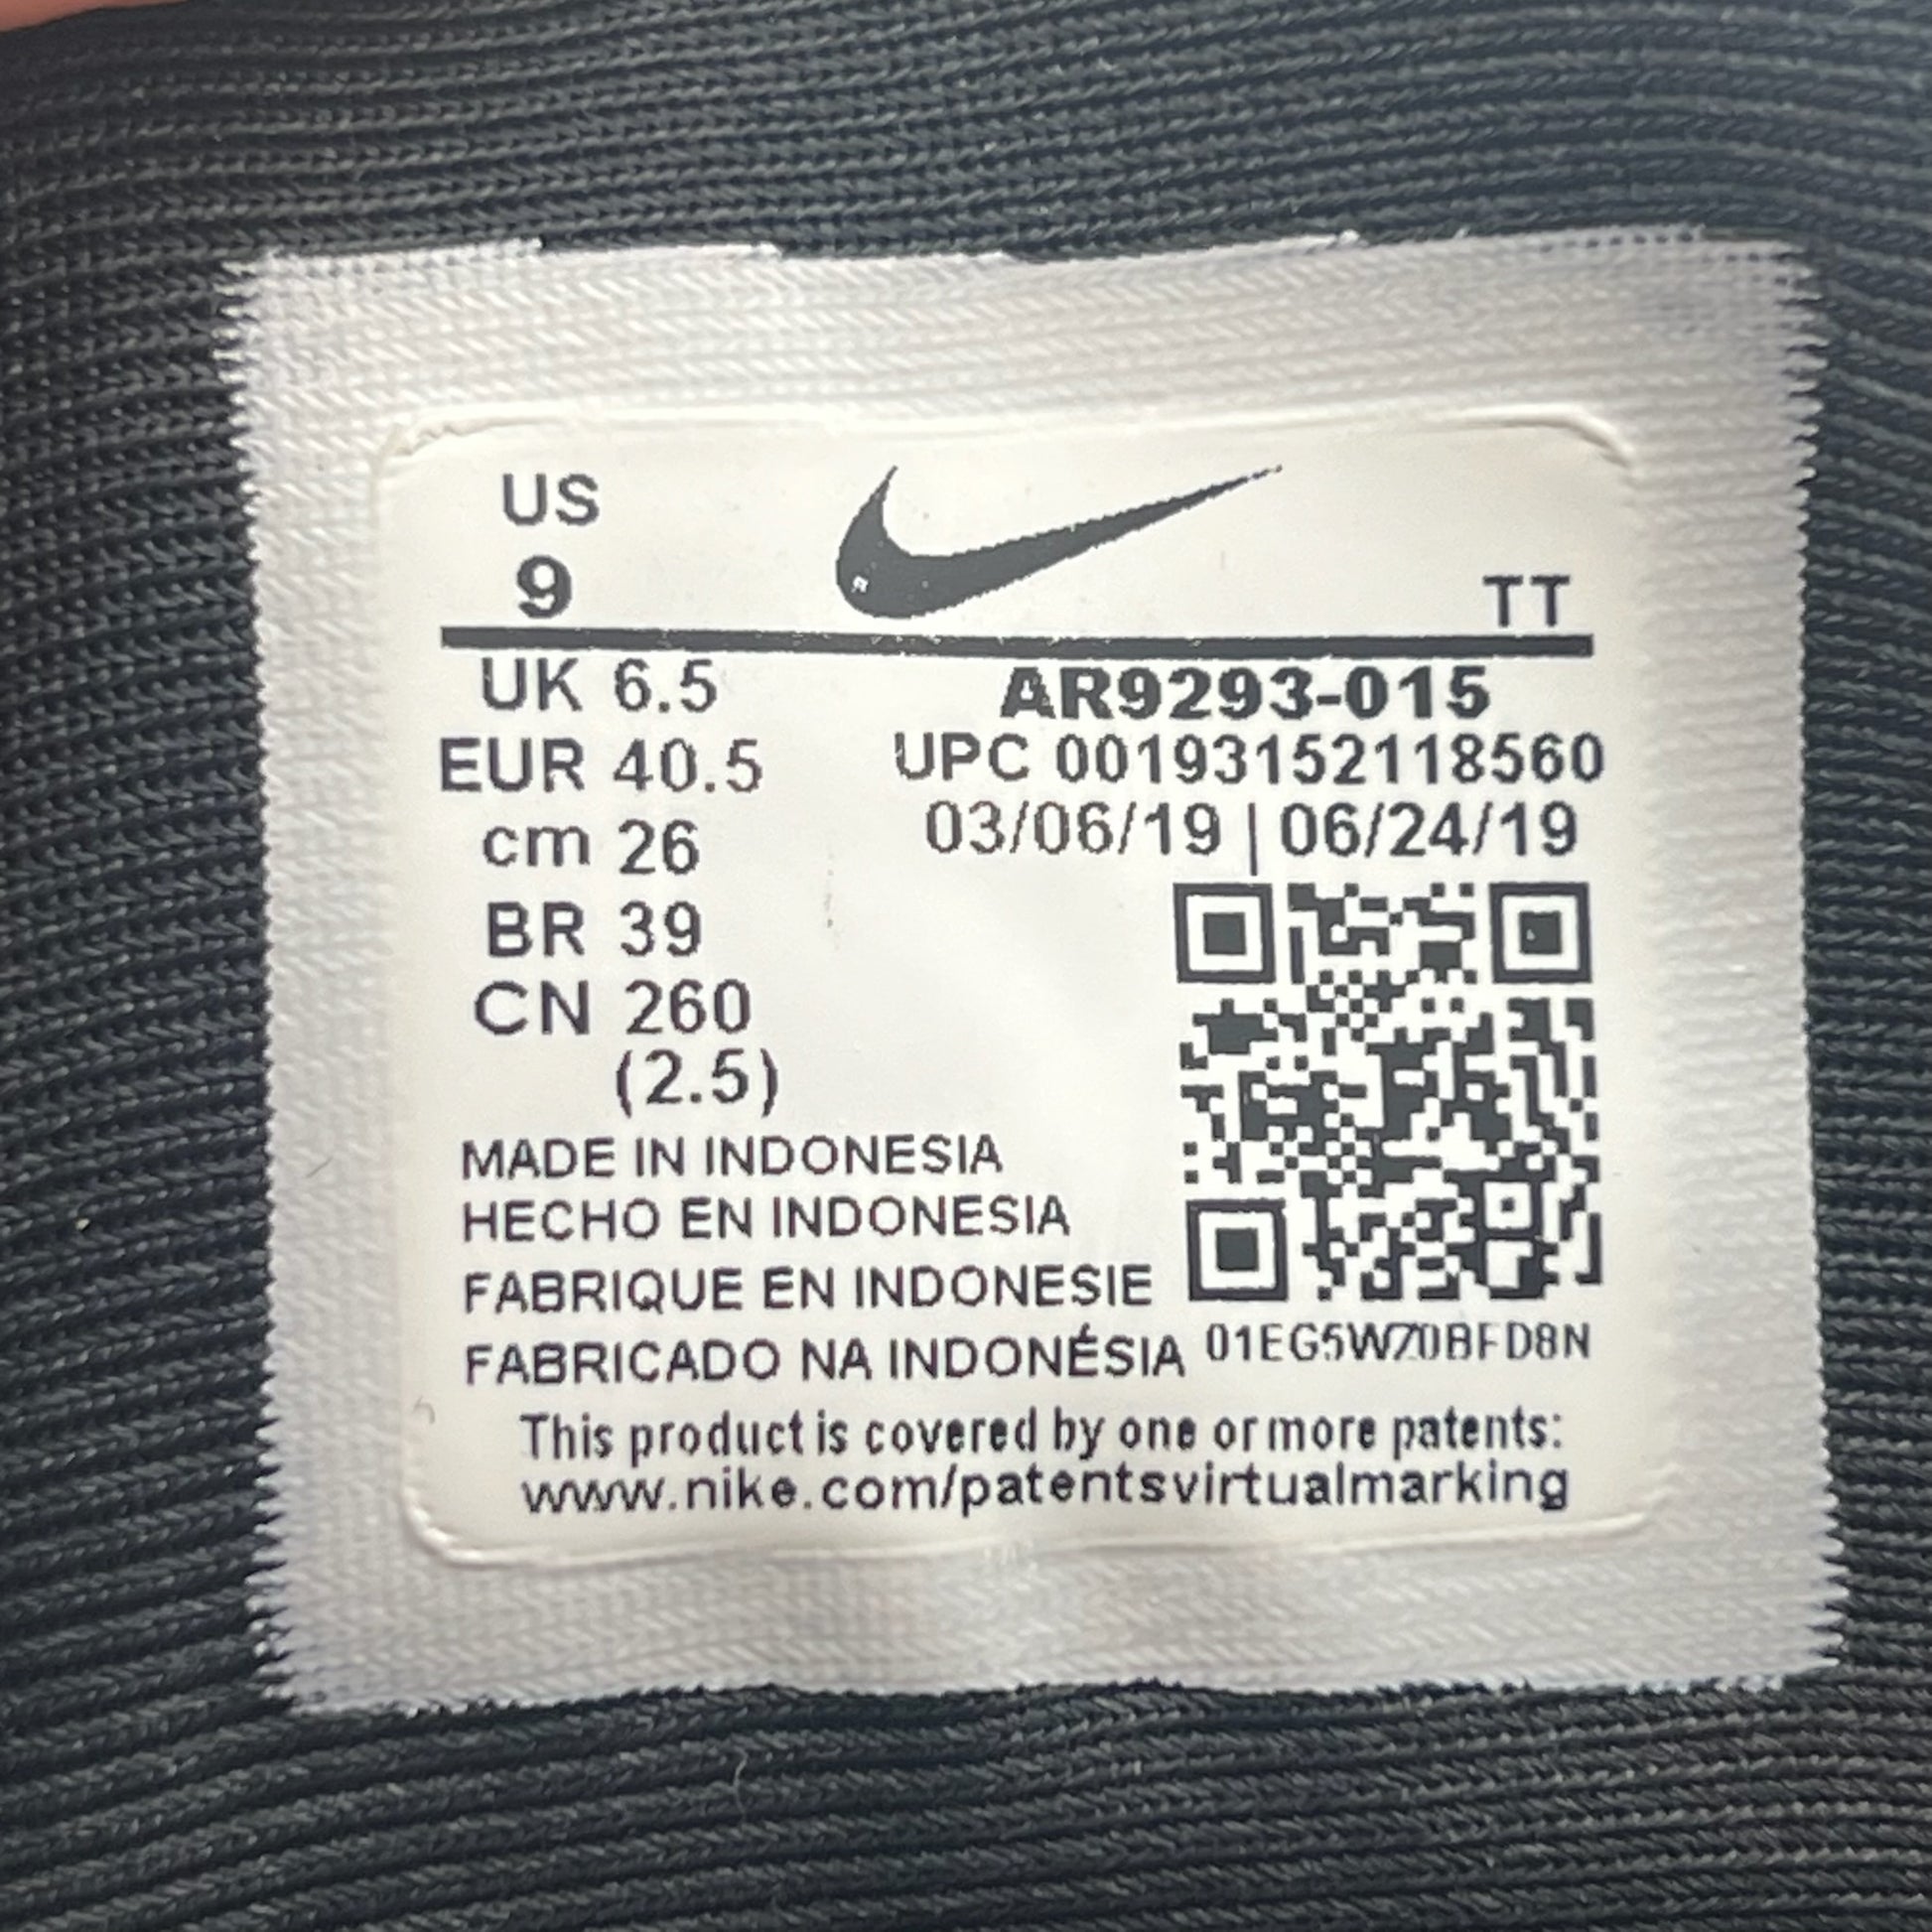 US
9
TT
UK 6.5
EUR 40.5
cm 26
BR 39
CN 260
(2.5)
AR9293-015
UPC 00193152118560
03/06/19 | 06/24/19
MADE IN INDONESIA
HECHO EN INDONESIA
FABRIQUE EN INDONESIE
FABRICADO NA INDONÉSIA
01EG5WZ0BFD8N
This product is covered by one or more patents:
www.nike.com/patentsvirtualmarking